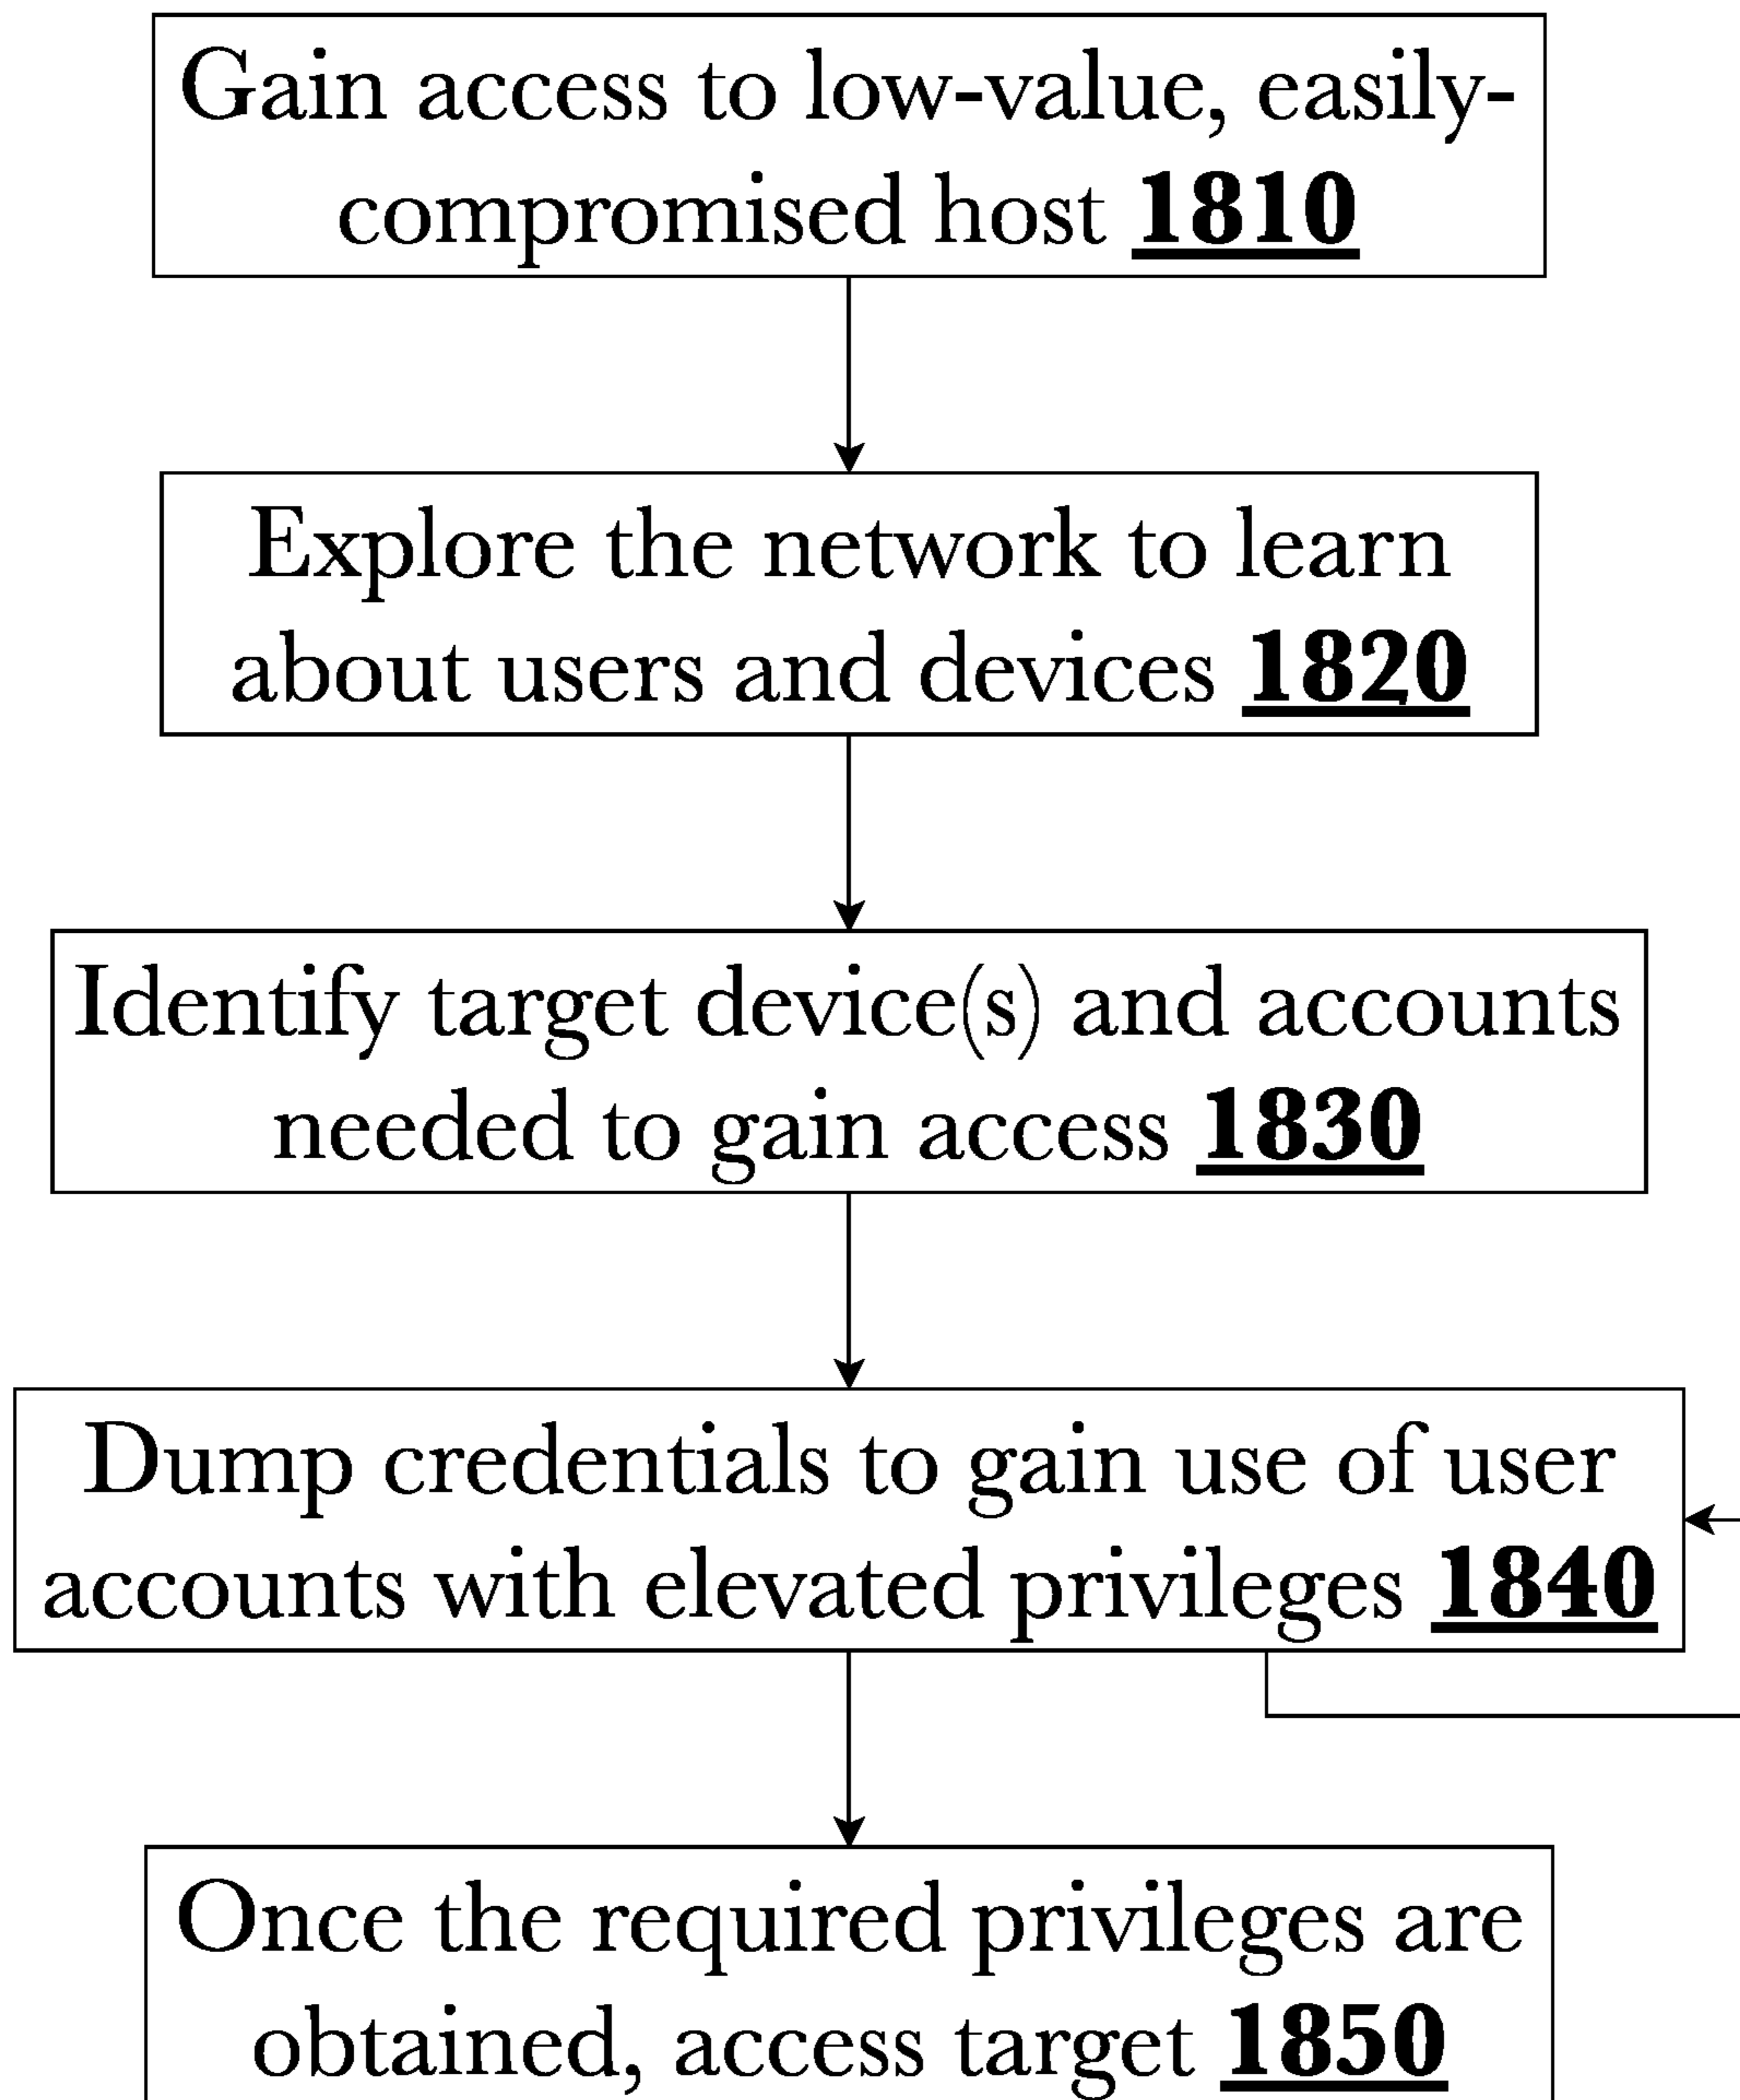 Gain access to low-value, easily-
compromised host 1810
Explore the network to learn
about users and devices 1820
Identify target device(s) and accounts
needed to gain access 1830
Dump credentials to gain use of user
accounts with elevated privileges 1840
Once the required privileges are
obtained, access target 1850